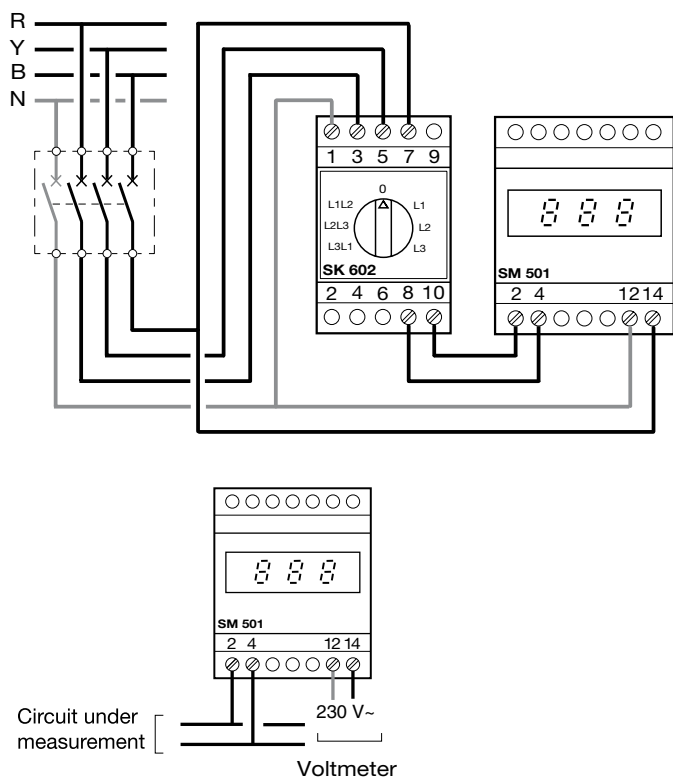 R
Y
B
N
1 3 5 7 9
0
L1L2 L1
L2L3 L2
L3L1 L3
SK 602
2 4 6 8 10
888
SM 501
2 4 12 14
888
SM 501
2 4 12 14
230 V~
Circuit under
measurement
Voltmeter